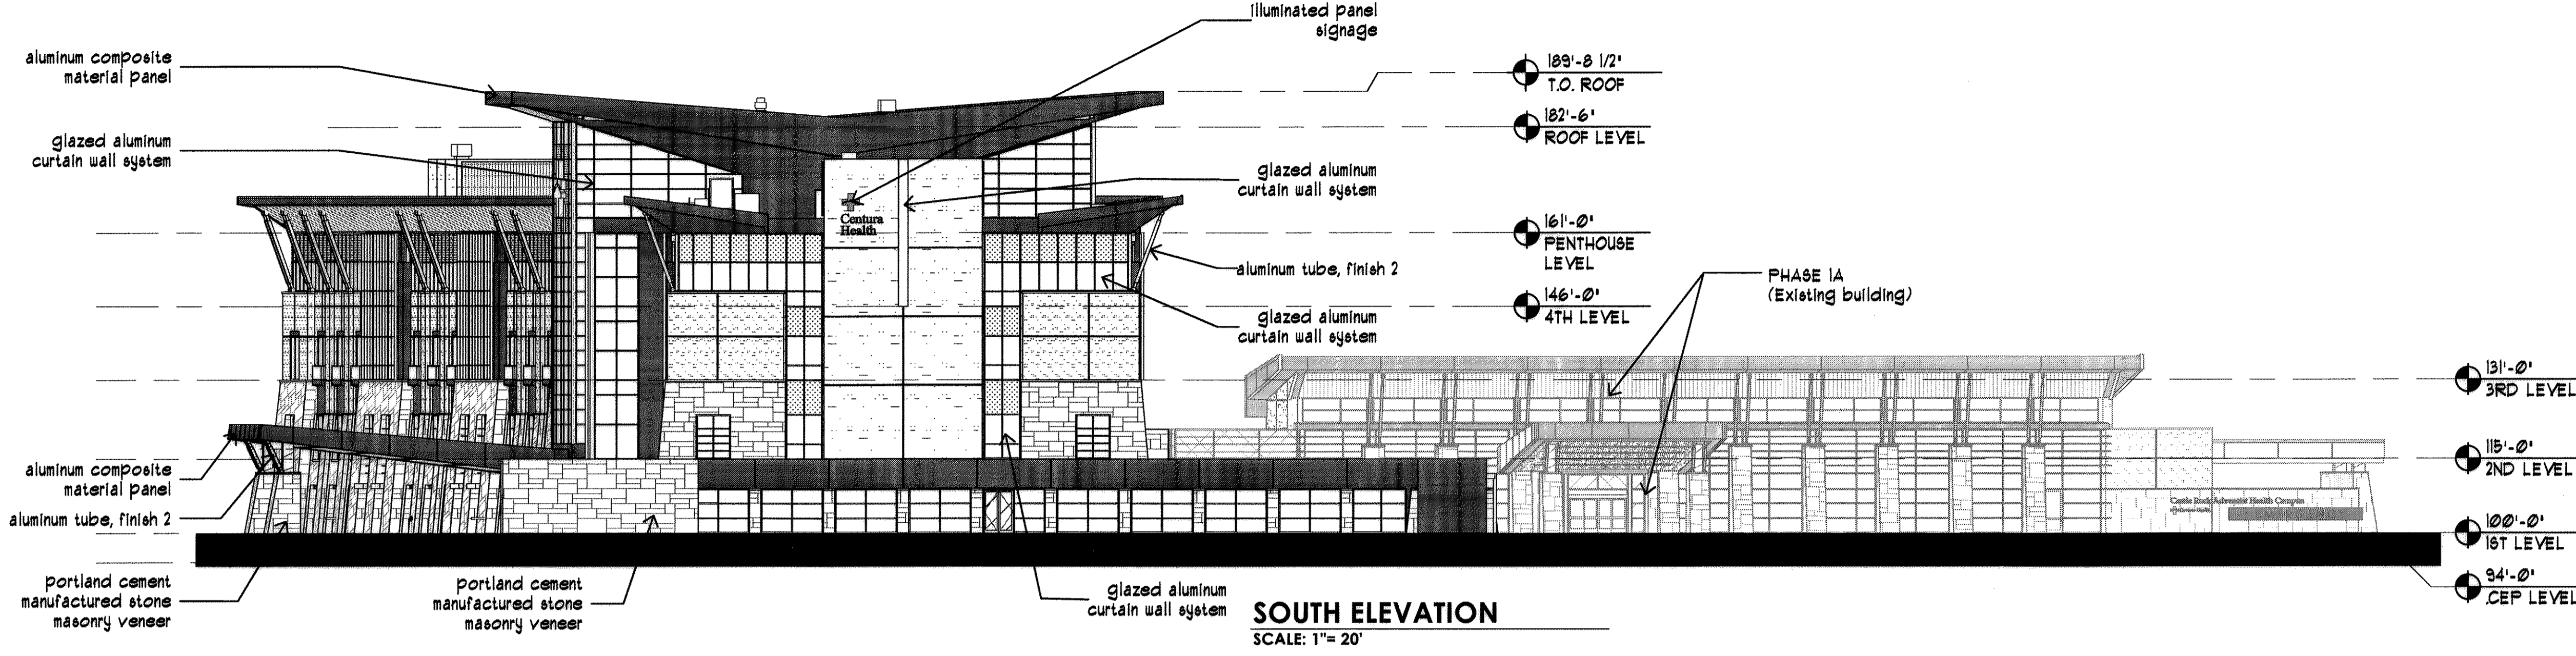 illuminated panel
signage
aluminum composite
material panel
189'-8 1/2"
T.O. ROOF
182'-6"
ROOF LEVEL
glazed aluminum
curtain wall system
glazed aluminum
curtain wall system
Centura
Health
161'-0"
PENTHOUSE
LEVEL
aluminum tube, finish 2
PHASE 1A
(Existing building)
146'-0"
4TH LEVEL
glazed aluminum
curtain wall system
131'-0"
3RD LEVEL
115'-0"
2ND LEVEL
aluminum composite
material panel
aluminum tube, finish 2
Castle Rock Adventist Health Campus
100'-0"
1ST LEVEL
94'-0"
CEP LEVEL
portland cement
manufactured stone
masonry veneer
portland cement
manufactured stone
masonry veneer
glazed aluminum
curtain wall system
SOUTH ELEVATION
SCALE: 1"= 20'